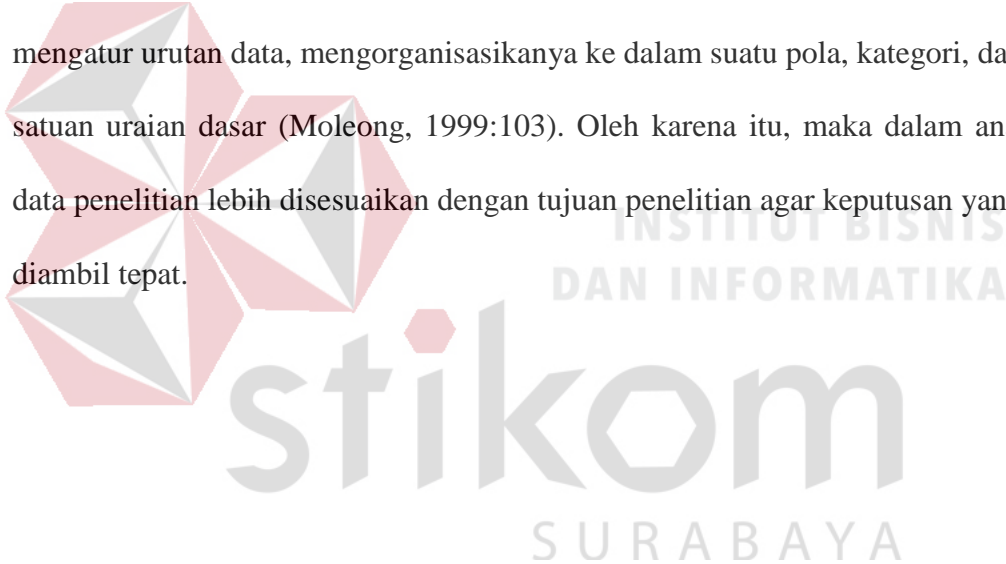 mengatur urutan data, mengorganisasikanya ke dalam suatu pola, kategori, da
satuan uraian dasar (Moleong, 1999:103). Oleh karena itu, maka dalam an
data penelitian lebih disesuaikan dengan tujuan penelitian agar keputusan yan
diambil tepat.
INSTITUT BISNIS
DAN INFORMATIKA
stikom
SURABAYA